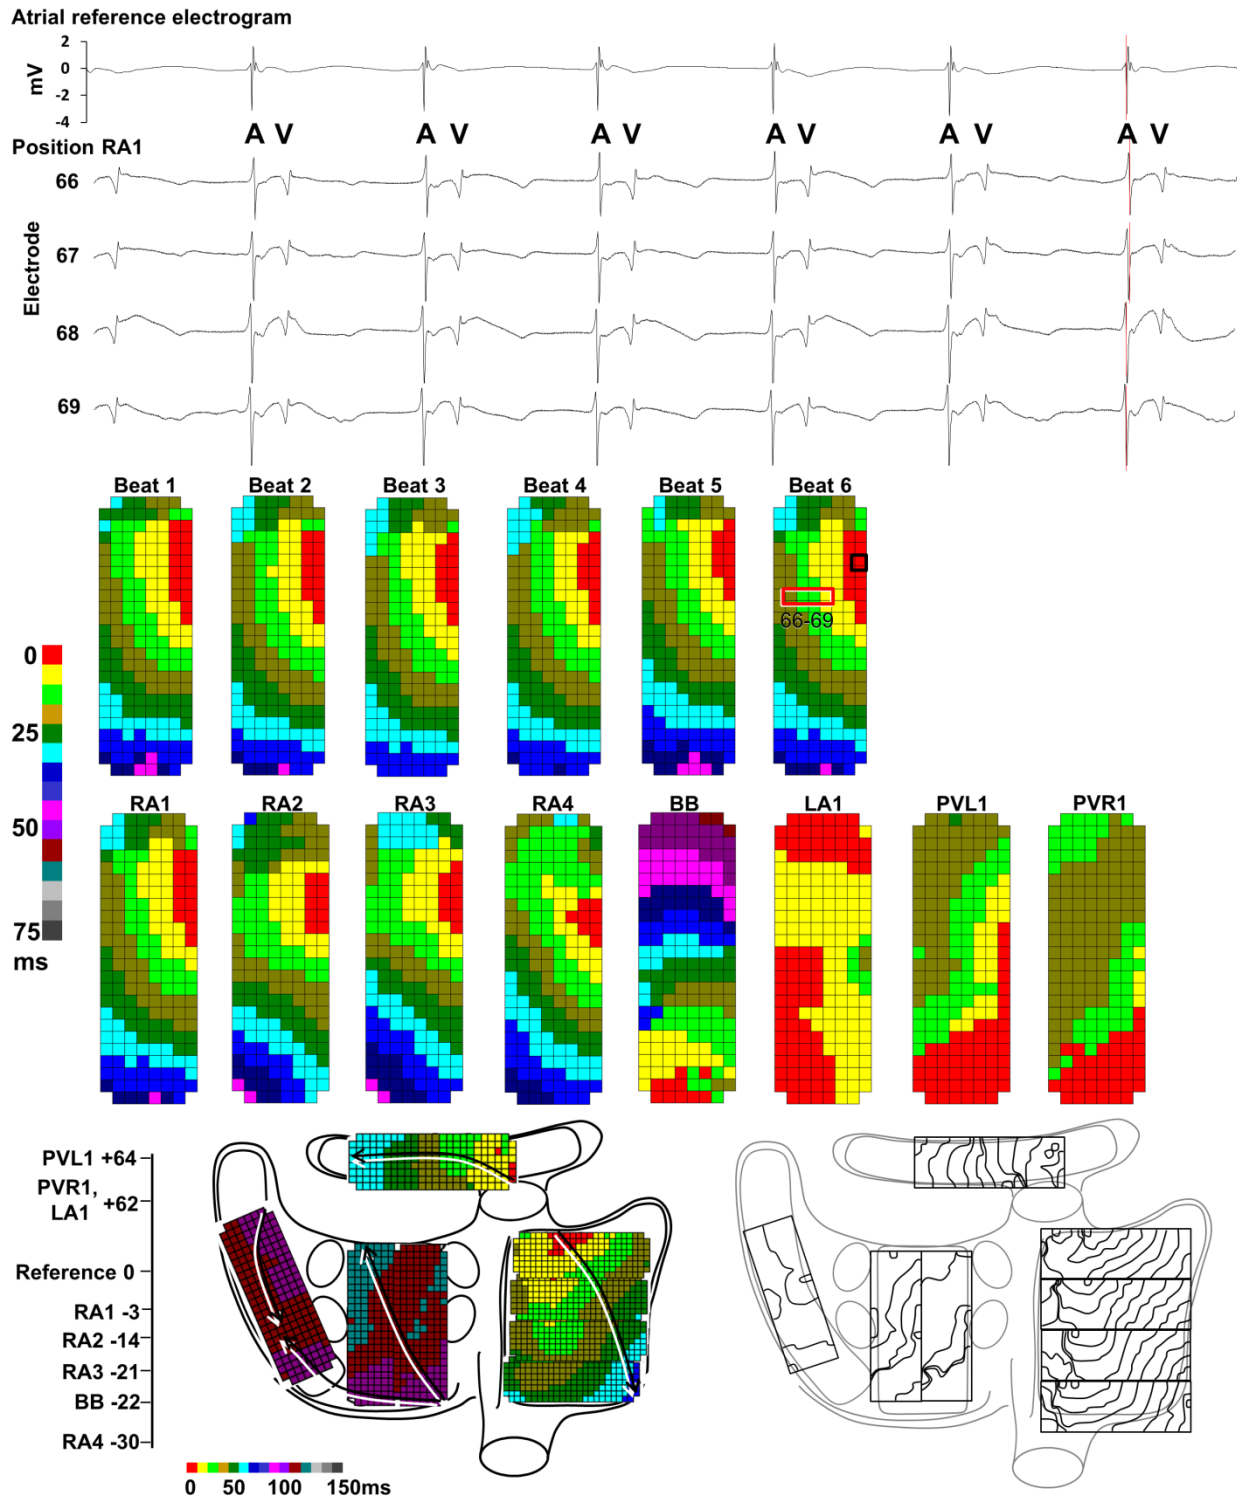 Atrial reference electrogram
2
0
-2
-4
mV
A V A V A V A V A V A V
Position RA1
66
67
68
69
Electrode
Beat 1 Beat 2 Beat 3 Beat 4 Beat 5 Beat 6
66-69
0
25
50
75
ms
RA1 RA2 RA3 RA4 BB LA1 PVL1 PVR1
PVL1 +64
PVR1,
LA1 +62
Reference 0
RA1 -3
RA2 -14
RA3 -21
BB -22
RA4 -30
0 50 100 150ms